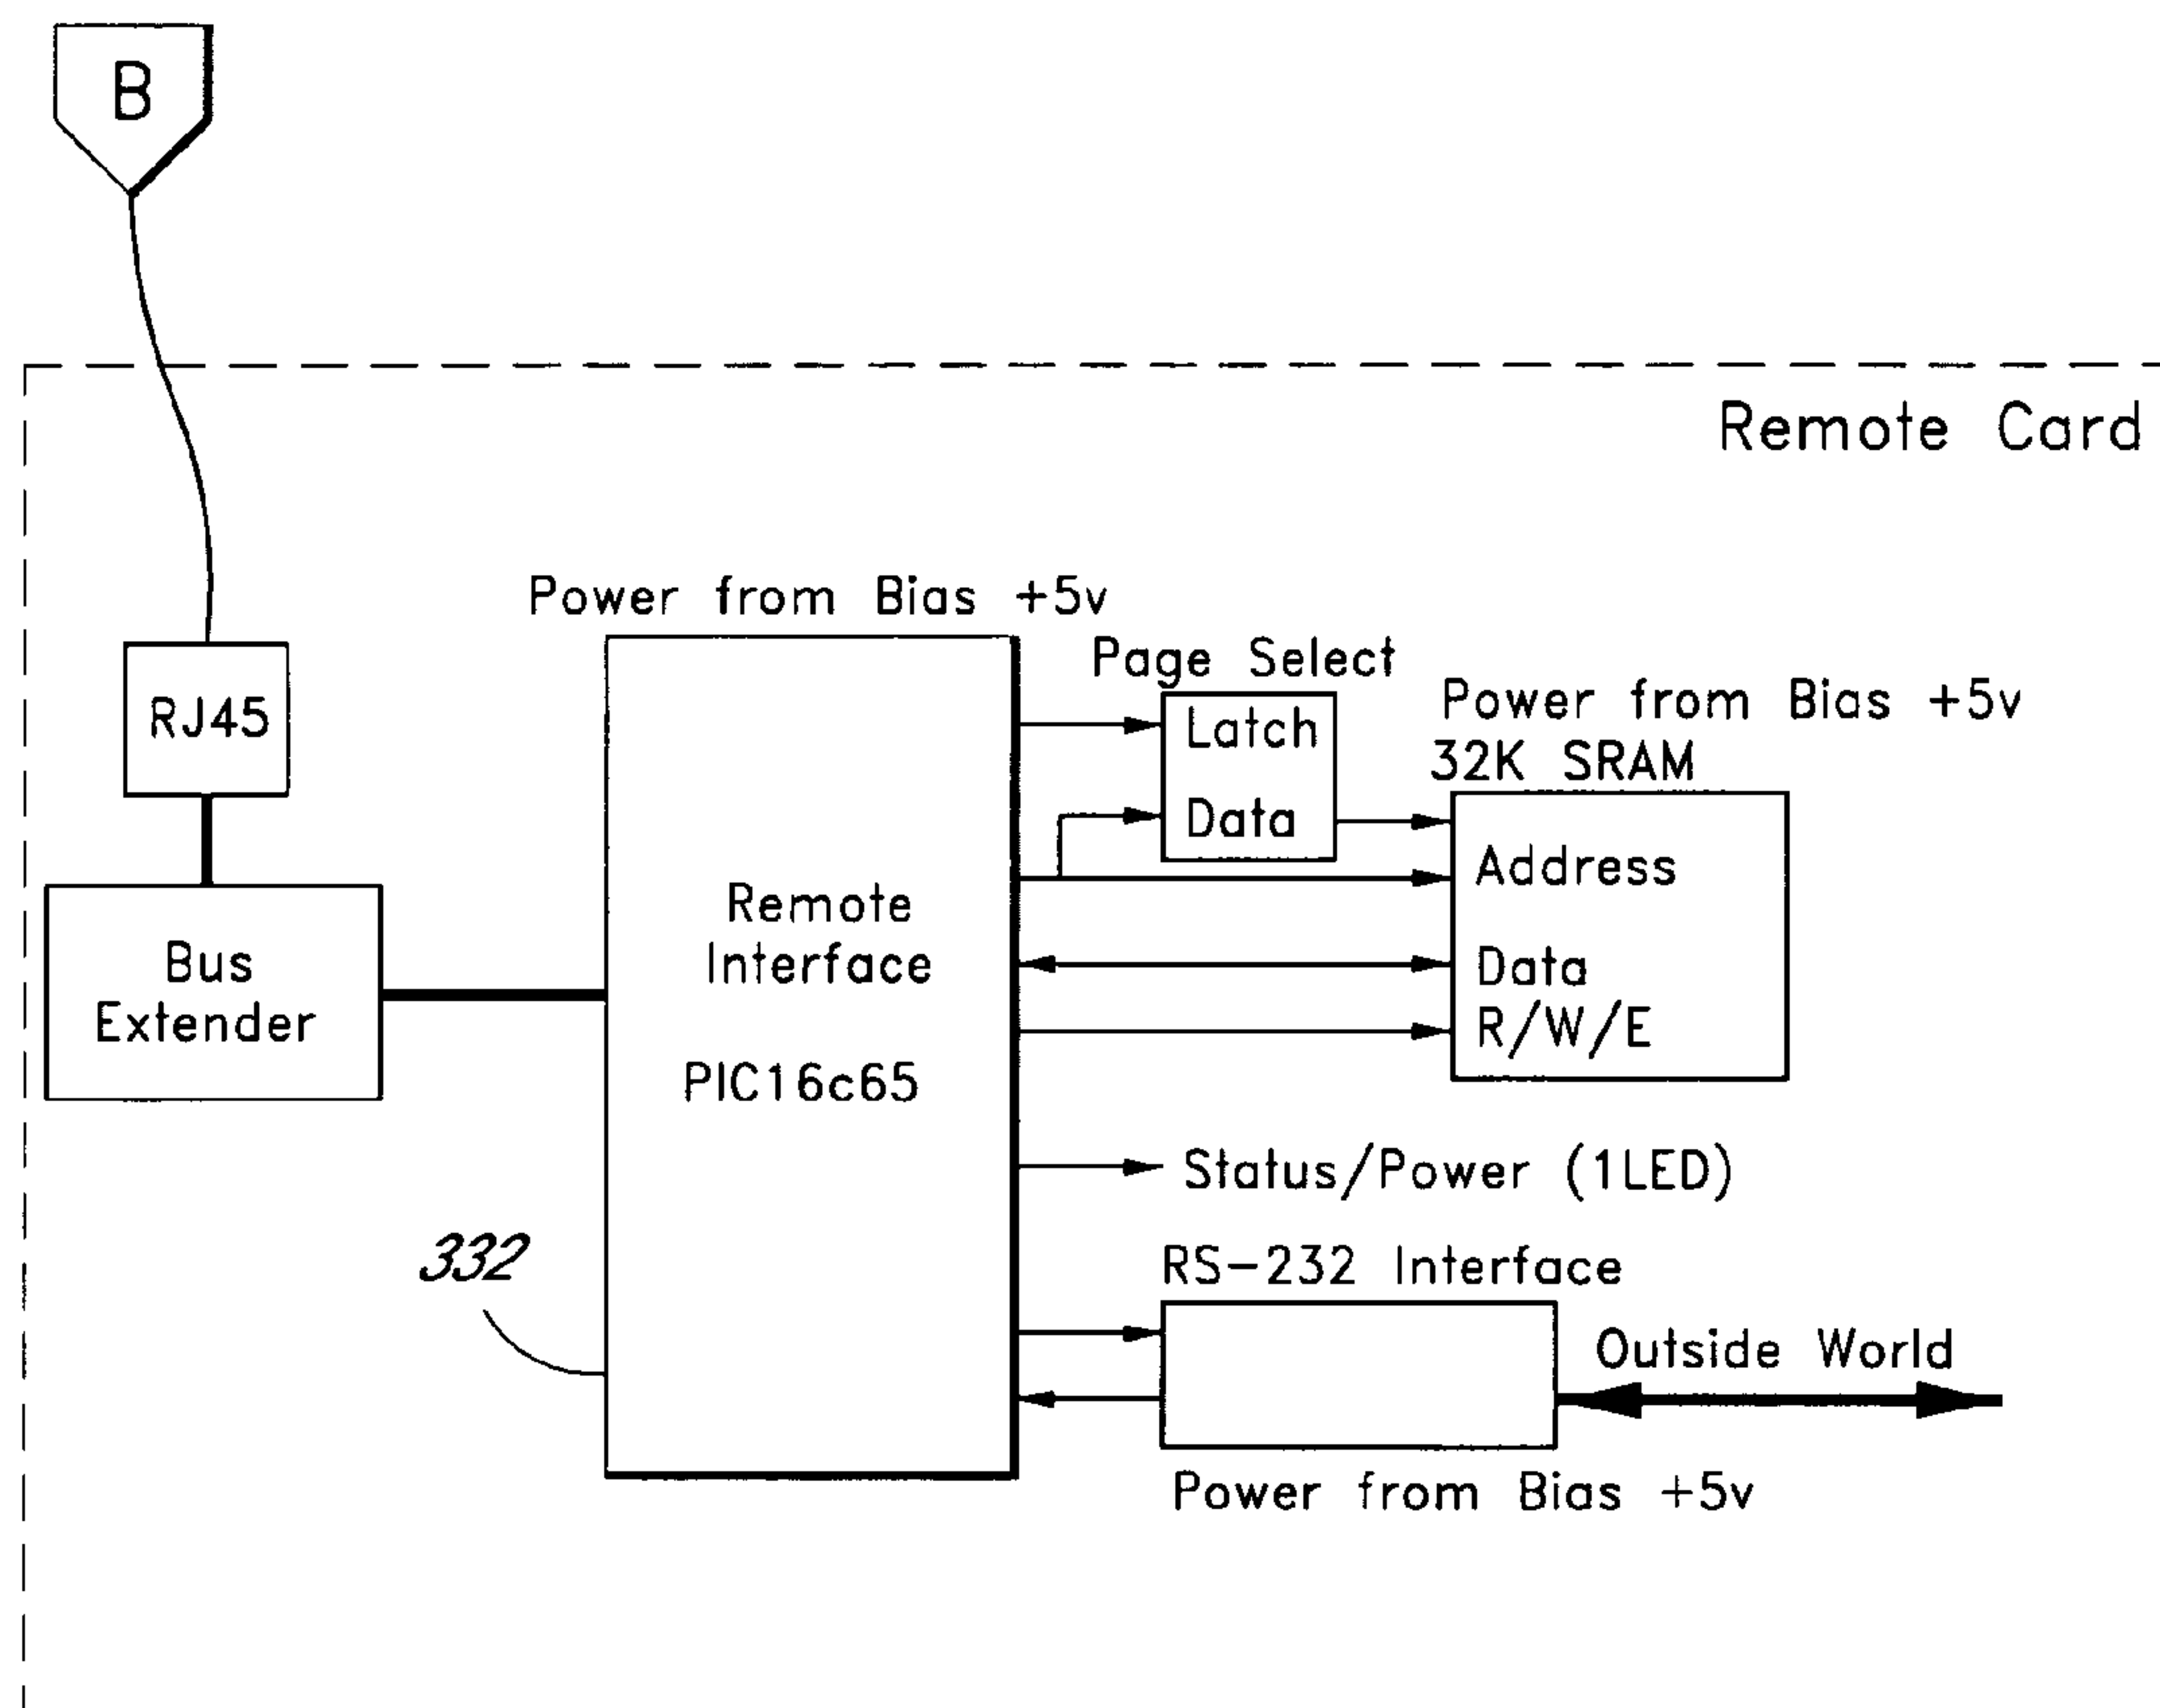 B
Remote Card
Power from Bias +5v
RJ45
Bus
Extender
Remote
Interface
PIC16c65
332
Page Select
Latch
Data
Power from Bias +5v
32K SRAM
Address
Data
R/W/E
Status/Power (1LED)
RS-232 Interface
Outside World
Power from Bias +5v